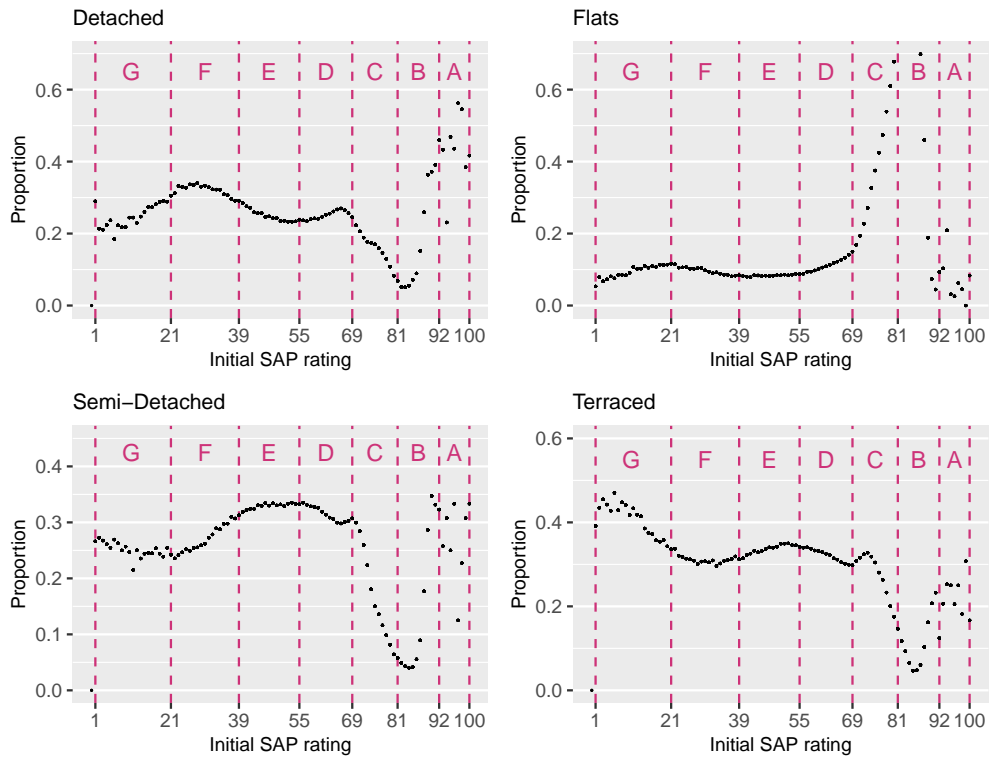 Detached
G F E D C B A
0.6
0.4
0.2
0.0
Proportion
1 21 39 55 69 81 92 100
Initial SAP rating
Flats
G F E D C B A
0.6
0.4
0.2
0.0
Proportion
1 21 39 55 69 81 92 100
Initial SAP rating
Semi−Detached
G F E D C B A
0.4
0.3
0.2
0.1
0.0
Proportion
1 21 39 55 69 81 92 100
Initial SAP rating
Terraced
G F E D C B A
0.6
0.4
0.2
0.0
Proportion
1 21 39 55 69 81 92 100
Initial SAP rating